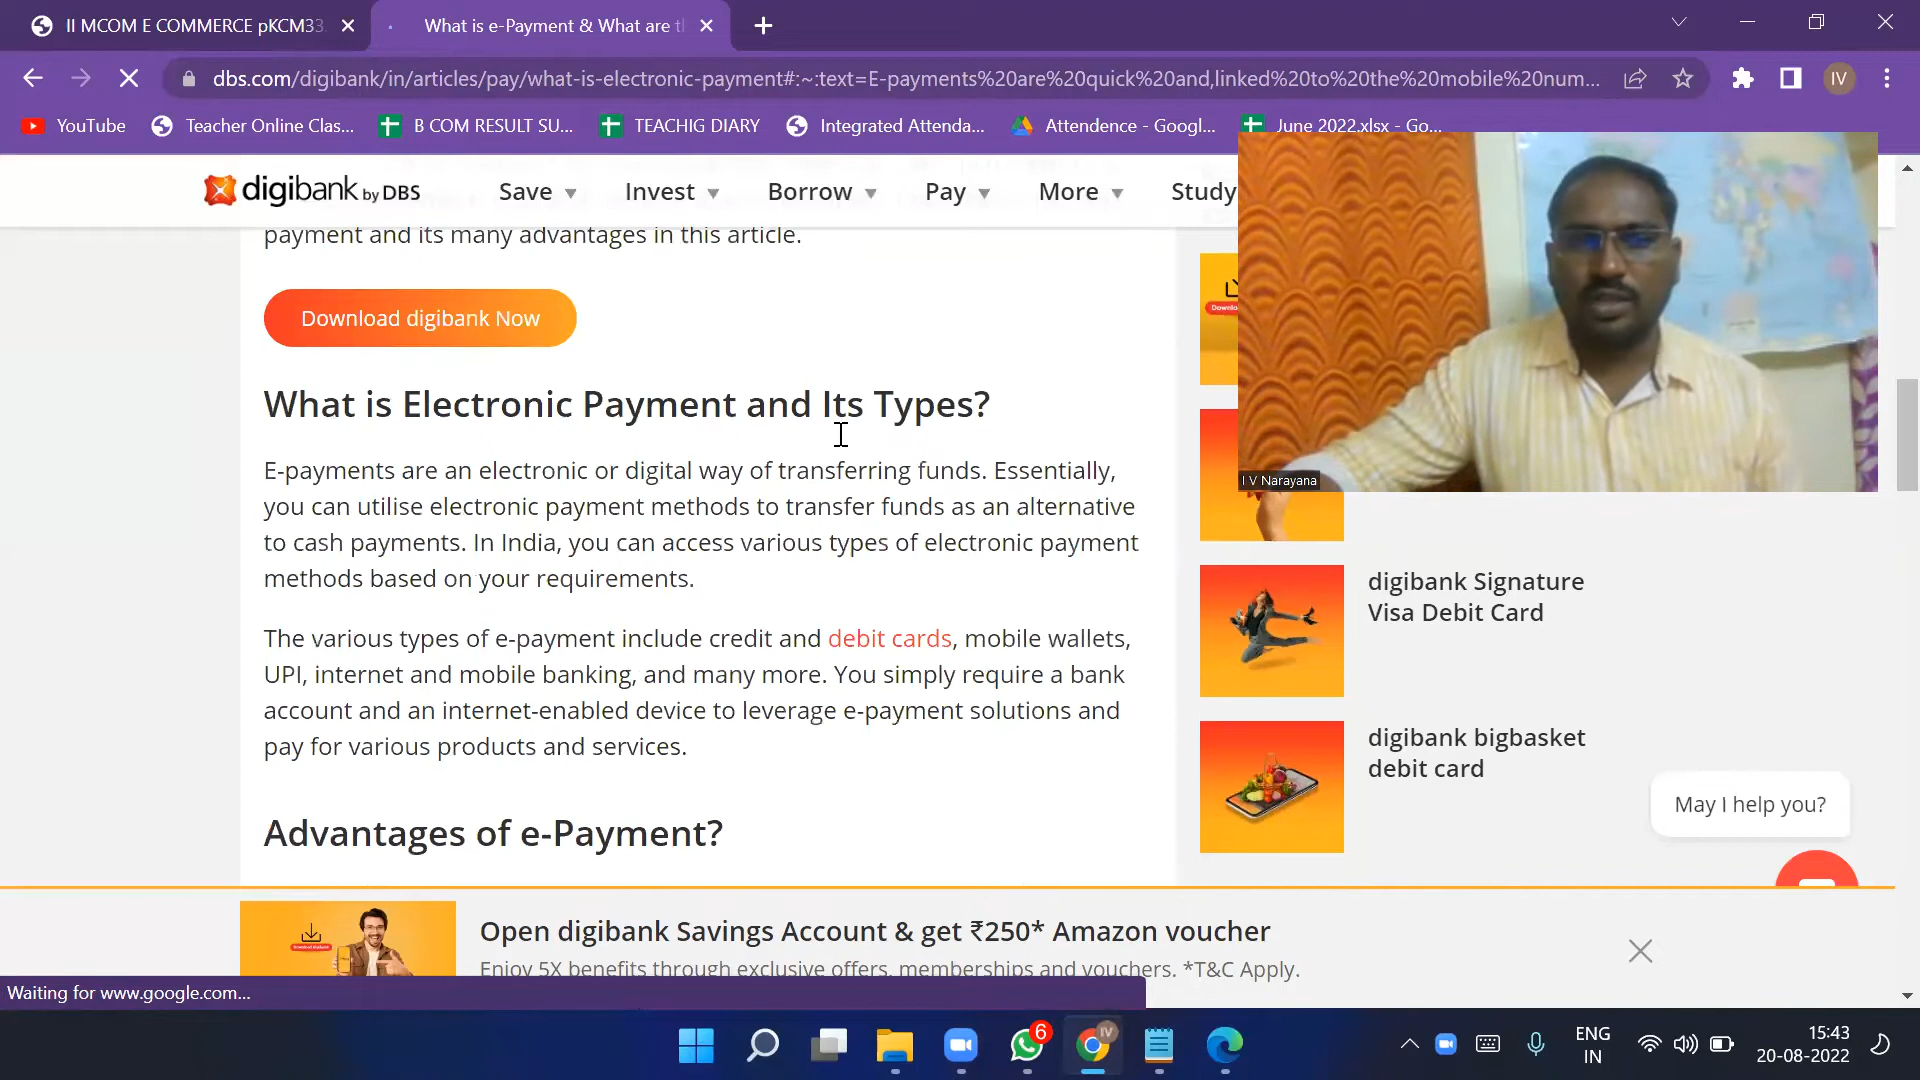 II MCOM E COMMERCE pKCM33
What is e-Payment & What are t
dbs.com/digibank/in/articles/pay/what-is-electronic-payment#:~:text=E-payments%20are%20quick%20and,linked%20to%20the%20mobile%20num...
IV
YouTube
Teacher Online Clas...
B COM RESULT SU...
TEACHIG DIARY
Integrated Attenda...
Attendence - Googl...
June 2022.xlsx - Go...
digibank by DBS
Save
Invest
Borrow
Pay
More
Study
payment and its many advantages in this article.
Download digibank Now
What is Electronic Payment and Its Types?
E-payments are an electronic or digital way of transferring funds. Essentially,
you can utilise electronic payment methods to transfer funds as an alternative
to cash payments. In India, you can access various types of electronic payment
methods based on your requirements.
The various types of e-payment include credit and debit cards, mobile wallets,
UPI, internet and mobile banking, and many more. You simply require a bank
account and an internet-enabled device to leverage e-payment solutions and
pay for various products and services.
Advantages of e-Payment?
I V Narayana
digibank Signature
Visa Debit Card
digibank bigbasket
debit card
May I help you?
Open digibank Savings Account & get ₹250* Amazon voucher
Enjoy 5X benefits through exclusive offers, memberships and vouchers. *T&C Apply.
Waiting for www.google.com...
6
IV
ENG
IN
15:43
20-08-2022